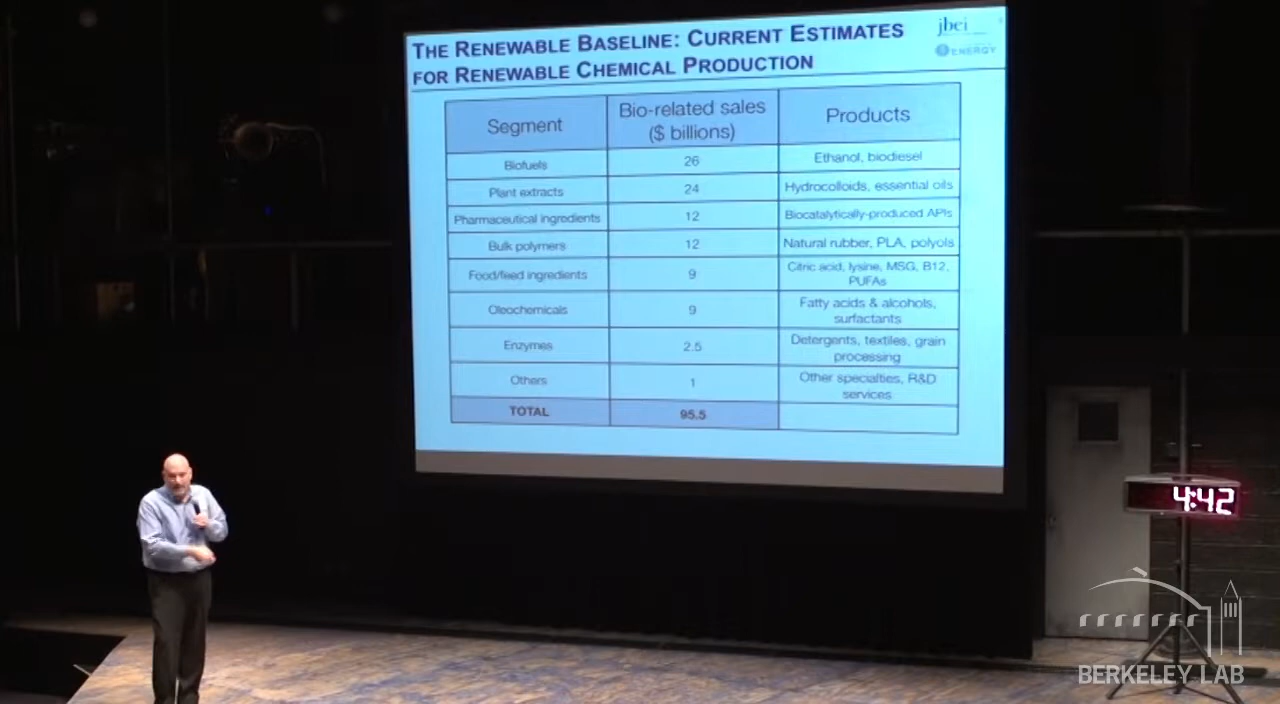 THE RENEWABLE BASELINE: CURRENT ESTIMATES
FOR RENEWABLE CHEMICAL PRODUCTION
jbei
ENERGY
Segment
Bio-related sales
($ billions)
Products
Biofuels
26
Ethanol, biodiesel
Plant extracts
24
Hydrocolloids, essential oils
Pharmaceutical ingredients
12
Biocatalytically-produced APIs
Bulk polymers
12
Natural rubber, PLA, polyols
Food/feed ingredients
9
Citric acid, lysine, MSG, B12,
PUFAs
Oleochemicals
9
Fatty acids & alcohols,
surfactants
Enzymes
2.5
Detergents, textiles, grain
processing
Others
1
Other specialties, R&D
services
TOTAL
95.5
4:42
BERKELEY LAB